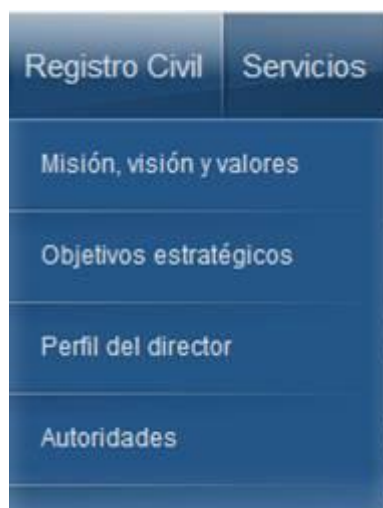 Registro Civil Servicios
Misión, visión y valores
Objetivos estratégicos
Perfil del director
Autoridades